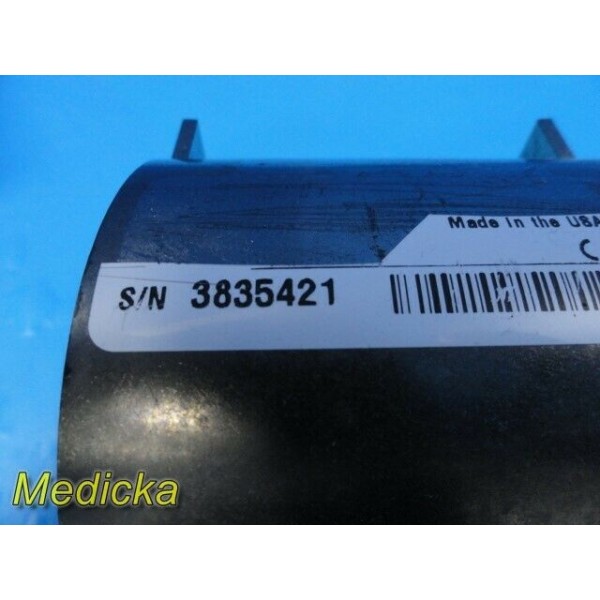 Made in the USA
C
S/N 3835421
Medicka